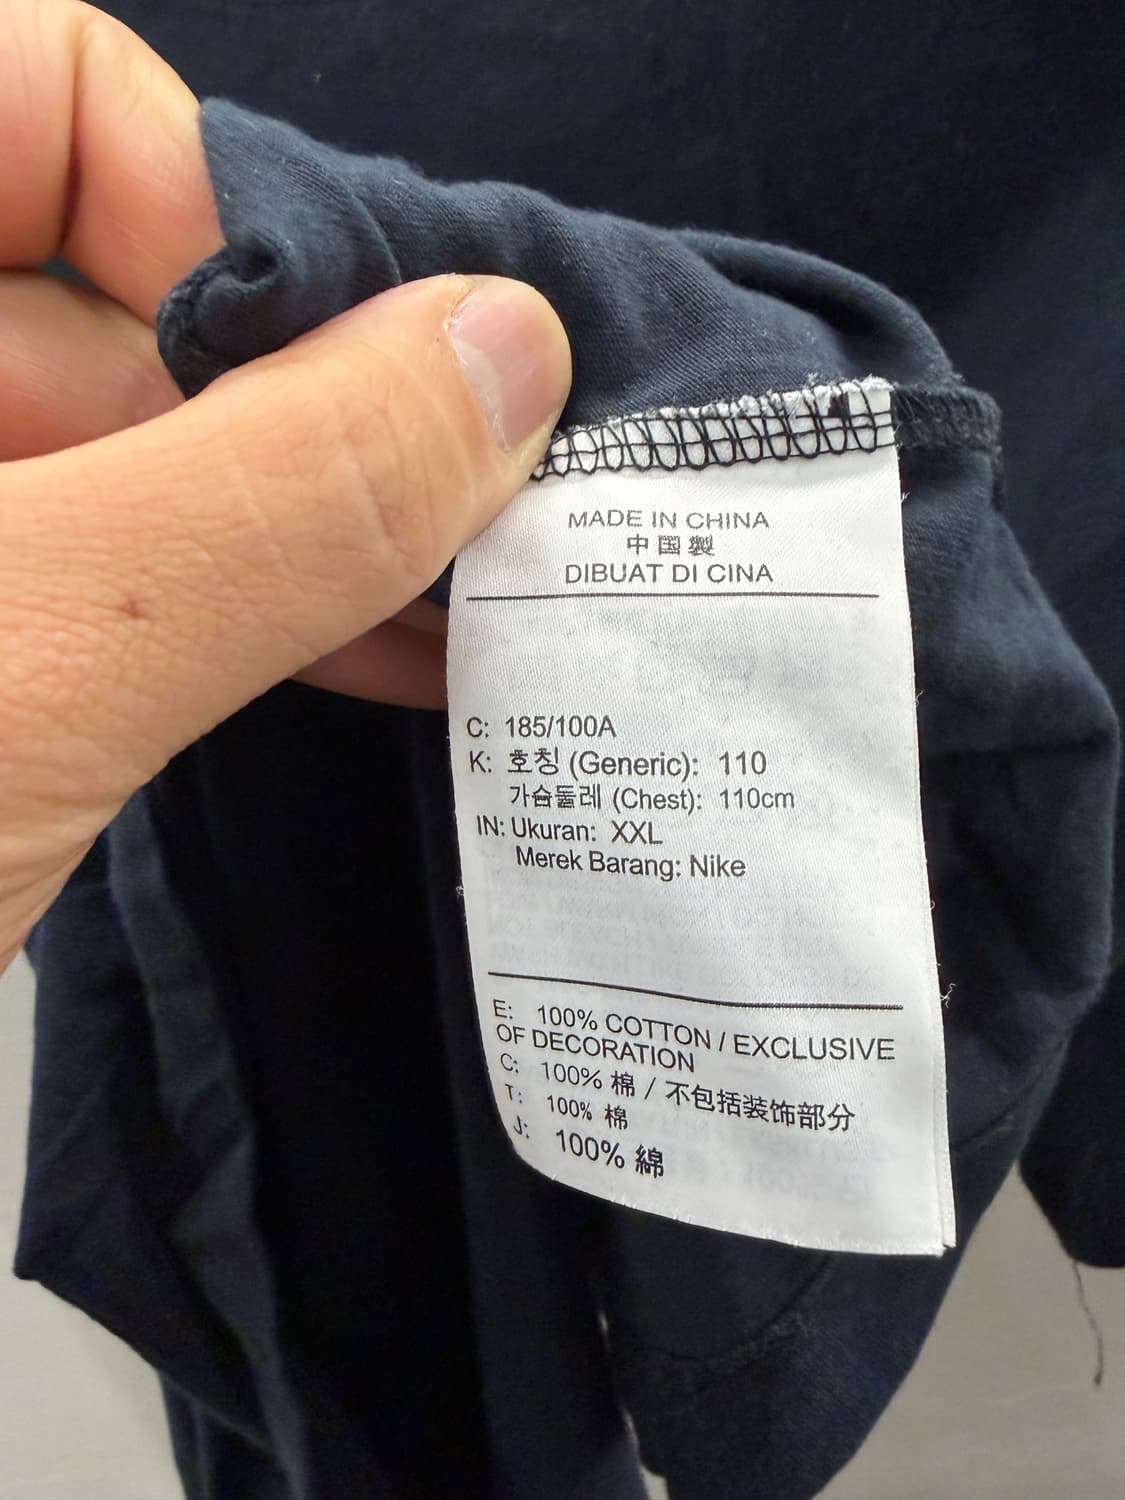 MADE IN CHINA
中国製
DIBUAT DI CINA
C: 185/100A
K: 호칭 (Generic): 110
가슴둘레 (Chest): 110cm
IN: Ukuran: XXL
Merek Barang: Nike
E: 100% COTTON / EXCLUSIVE
OF DECORATION
C: 100% 棉 / 不包括装饰部分
T: 100% 棉
J: 100% 綿